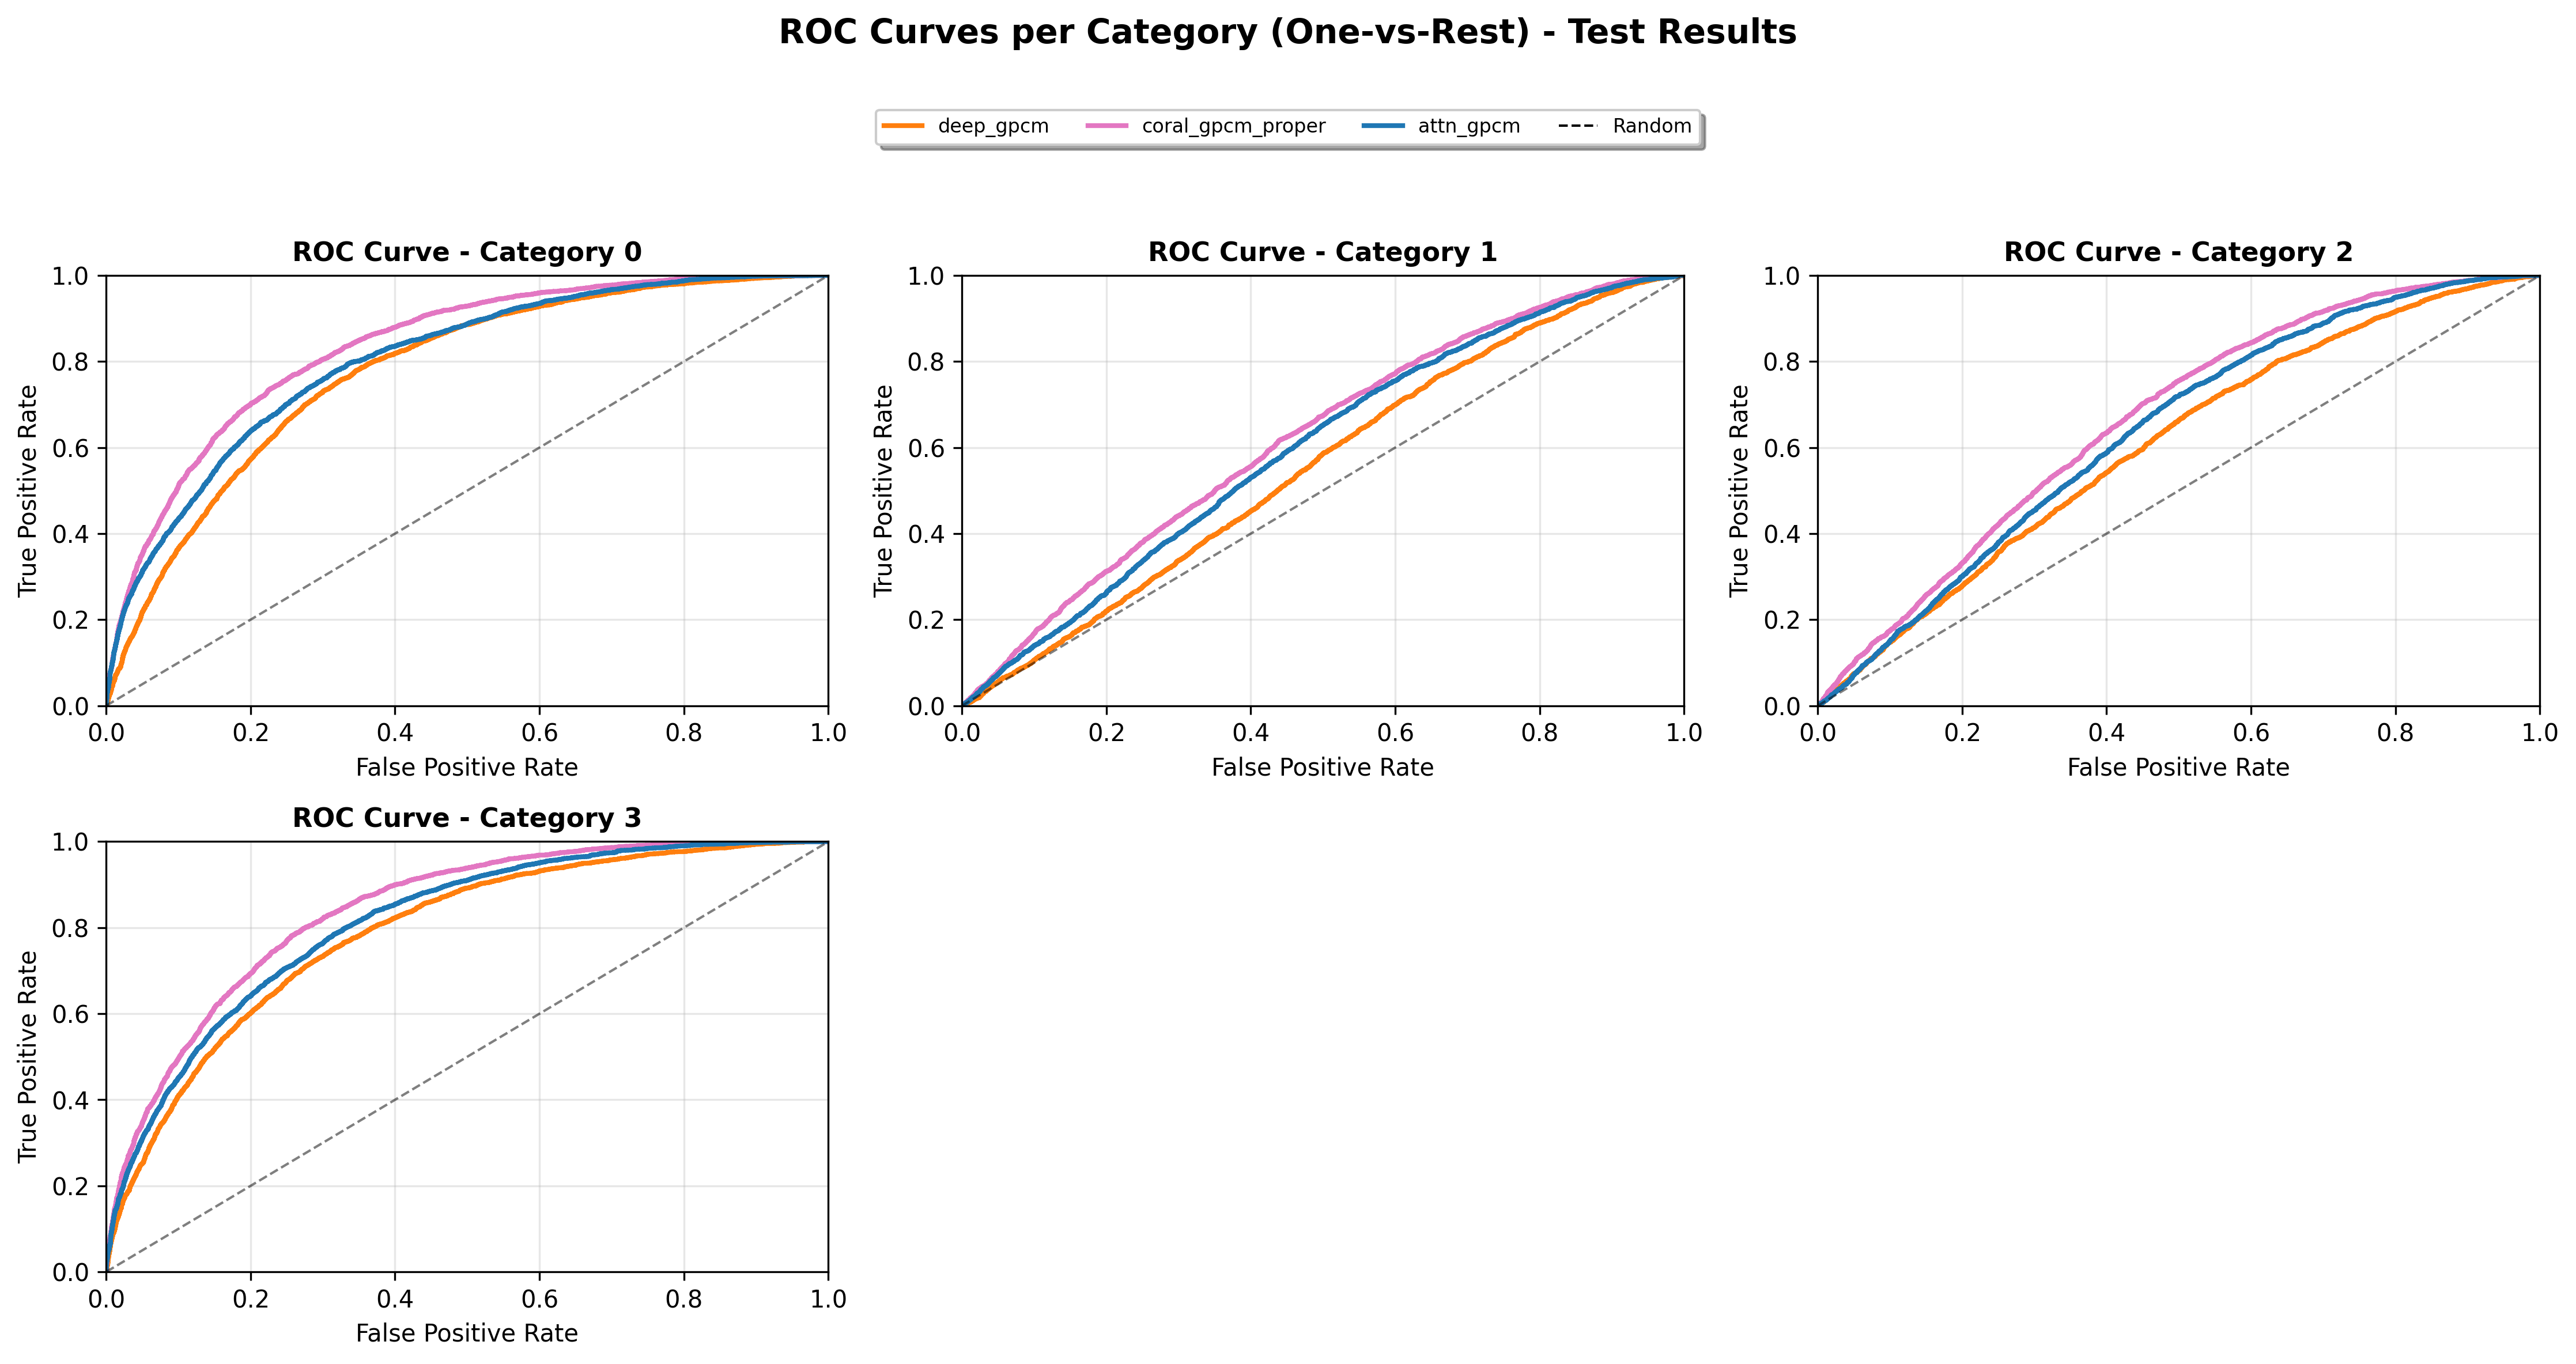 ROC Curves per Category (One-vs-Rest) - Test Results
deep_gpcm coral_gpcm_proper attn_gpcm Random
ROC Curve - Category 0
True Positive Rate
1.0
0.8
0.6
0.4
0.2
0.0
0.0 0.2 0.4 0.6 0.8 1.0
False Positive Rate
ROC Curve - Category 1
True Positive Rate
1.0
0.8
0.6
0.4
0.2
0.0
0.0 0.2 0.4 0.6 0.8 1.0
False Positive Rate
ROC Curve - Category 2
True Positive Rate
1.0
0.8
0.6
0.4
0.2
0.0
0.0 0.2 0.4 0.6 0.8 1.0
False Positive Rate
ROC Curve - Category 3
True Positive Rate
1.0
0.8
0.6
0.4
0.2
0.0
0.0 0.2 0.4 0.6 0.8 1.0
False Positive Rate